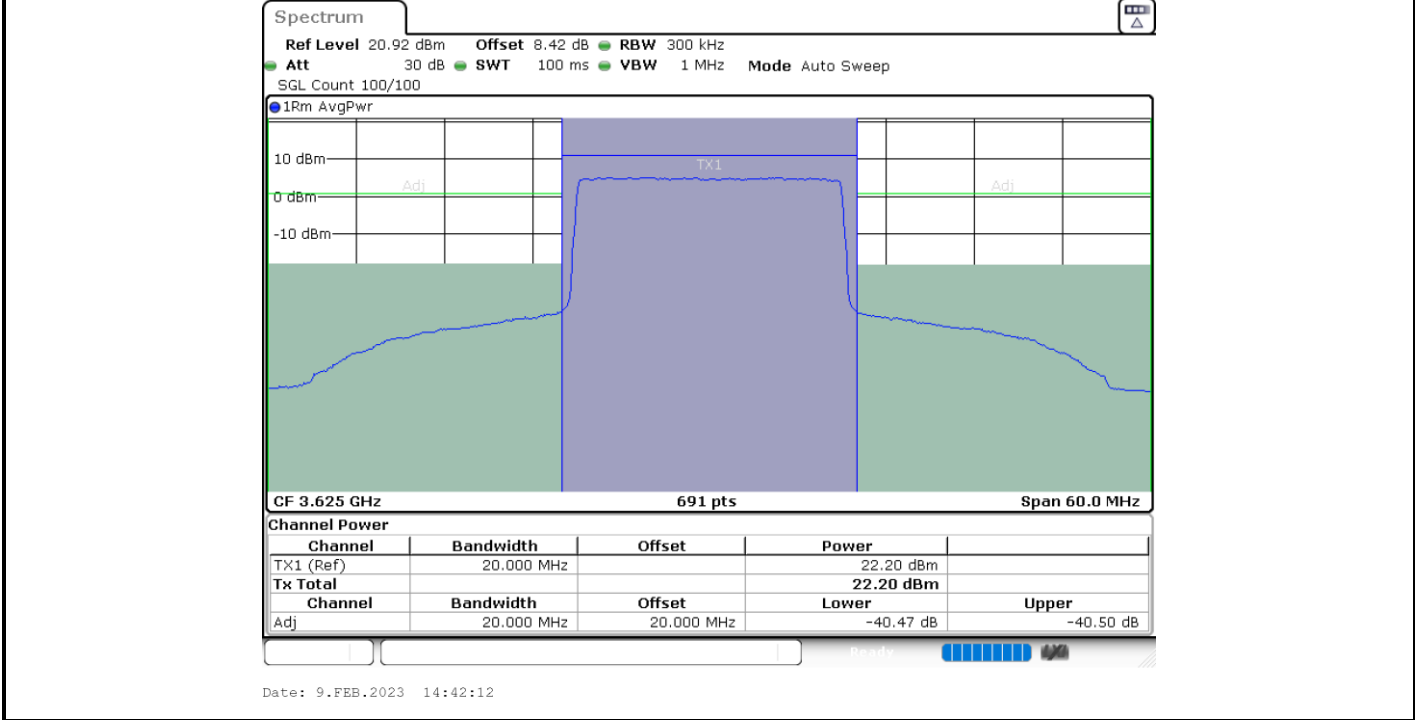 Spectrum
Ref Level 20.92 dBm Offset 8.42 dB RBW 300 kHz
Att 30 dB SWT 100 ms VBW 1 MHz Mode Auto Sweep
SGL Count 100/100
1Rm AvgPwr
10 dBm
TX1
Adj Adj
0 dBm
-10 dBm
CF 3.625 GHz 691 pts Span 60.0 MHz
Channel Power
Channel Bandwidth Offset Power
TX1 (Ref) 20.000 MHz 22.20 dBm
Tx Total 22.20 dBm
Channel Bandwidth Offset Lower Upper
Adj 20.000 MHz 20.000 MHz -40.47 dB -40.50 dB
Ready
Date: 9.FEB.2023 14:42:12